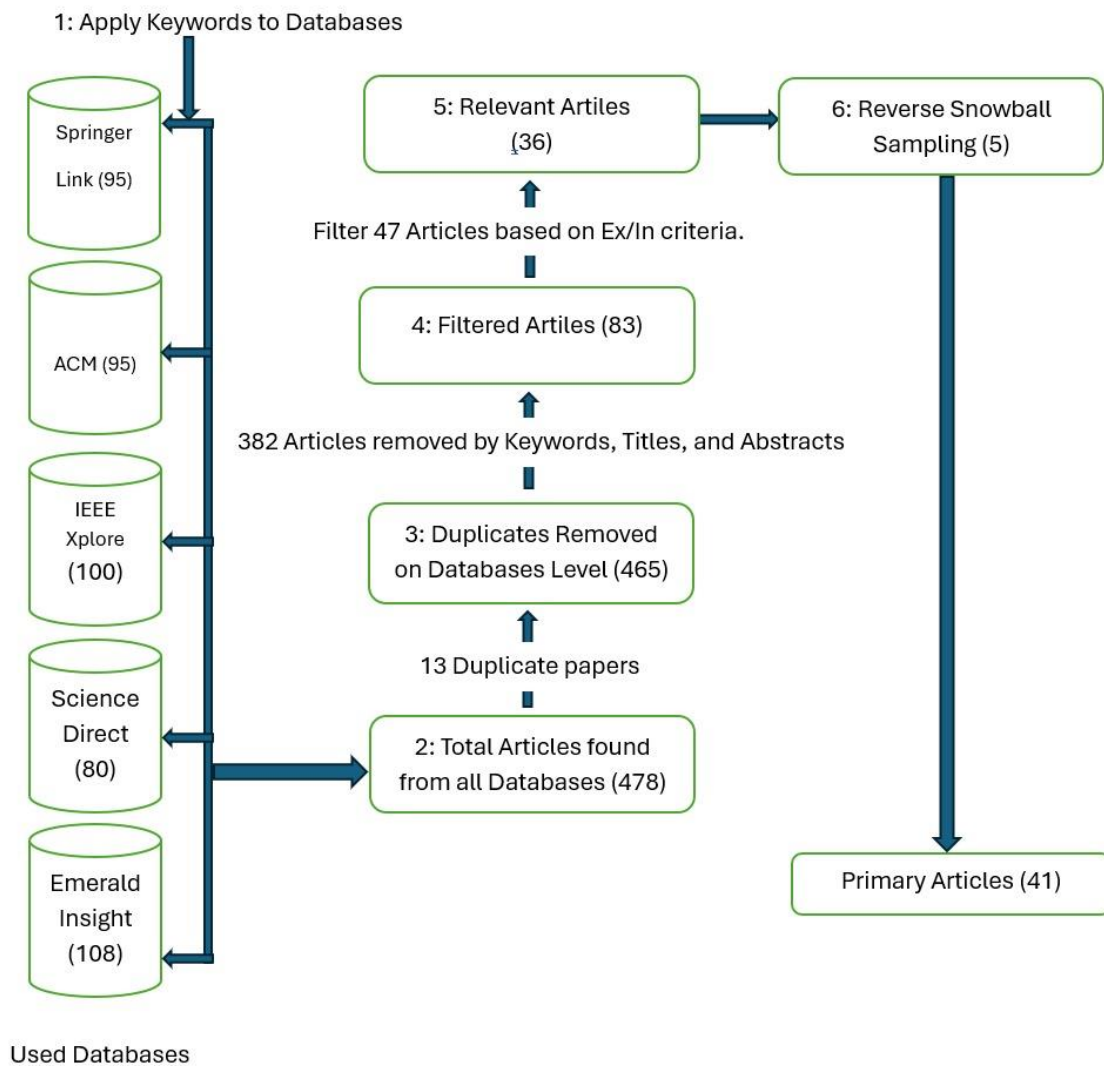 1: Apply Keywords to Databases
Springer
Link (95)
ACM (95)
IEEE
Xplore
(100)
Science
Direct
(80)
Emerald
Insight
(108)
Used Databases
2: Total Articles found
from all Databases (478)
13 Duplicate papers
3: Duplicates Removed
on Databases Level (465)
382 Articles removed by Keywords, Titles, and Abstracts
4: Filtered Artiles (83)
Filter 47 Articles based on Ex/In criteria.
5: Relevant Artiles
(36)
6: Reverse Snowball
Sampling (5)
Primary Articles (41)